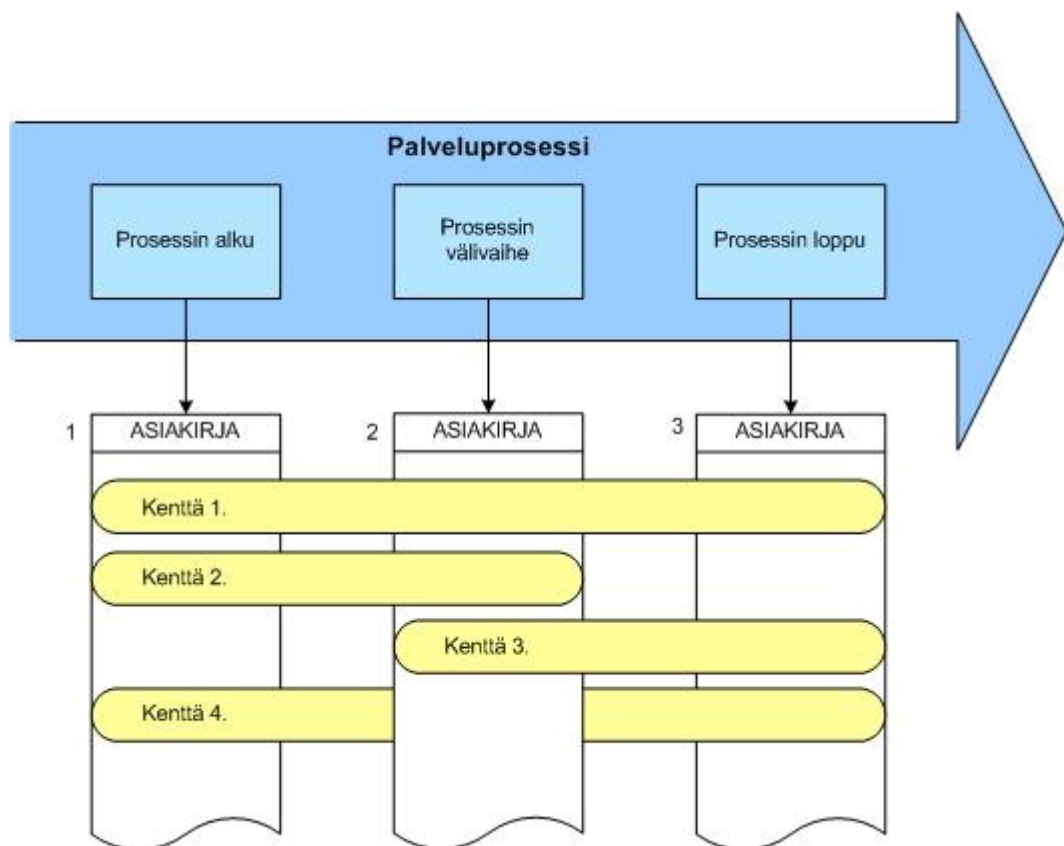 Palveluprosessi
Prosessin alku
Prosessin
välivaihe
Prosessin loppu
1 ASIAKIRJA
2 ASIAKIRJA
3 ASIAKIRJA
Kenttä 1.
Kenttä 2.
Kenttä 3.
Kenttä 4.